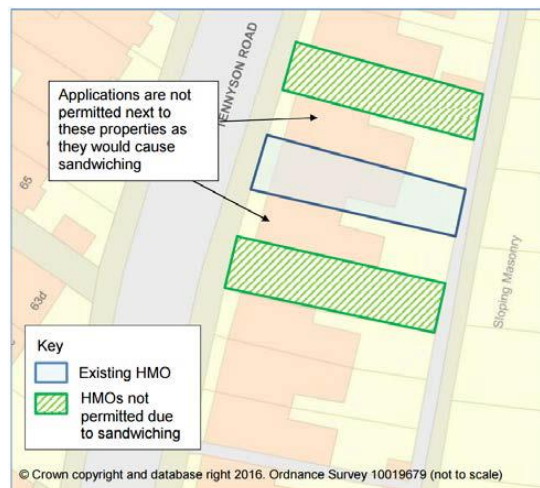 TENNYSON ROAD
Applications are not
permitted next to
these properties as
they would cause
sandwiching
65
63d
Sloping Masonry
Key
Existing HMO
HMOs not
permitted due
to sandwiching
© Crown copyright and database right 2016. Ordnance Survey 10019679 (not to scale)